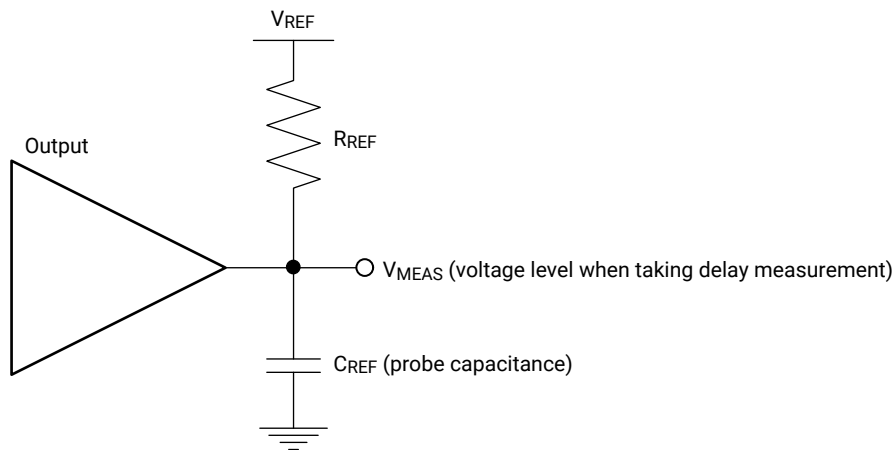 VREF
RREF
Output
VMEAS (voltage level when taking delay measurement)
CREF (probe capacitance)